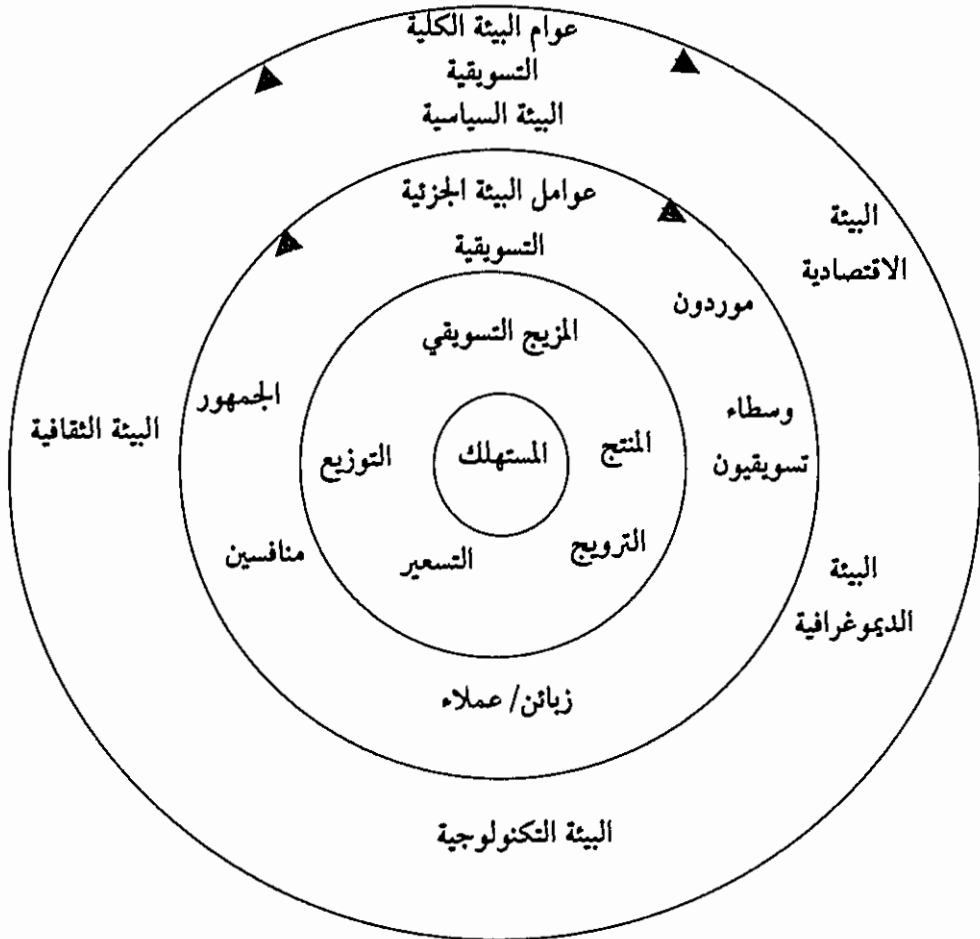 عوام البيئة الكلية
التسويقية
البيئة السياسية
عوامل البيئة الجزئية
التسويقية
البيئة
الاقتصادية
موردون
المزيج التسويقي
الجمهور
وسطاء
تسويقيون
البيئة الثقافية
المنتج
المستهلك
التوزيع
الترويج
التسعير
منافسين
البيئة
الديموغرافية
زبائن/ عملاء
البيئة التكنولوجية